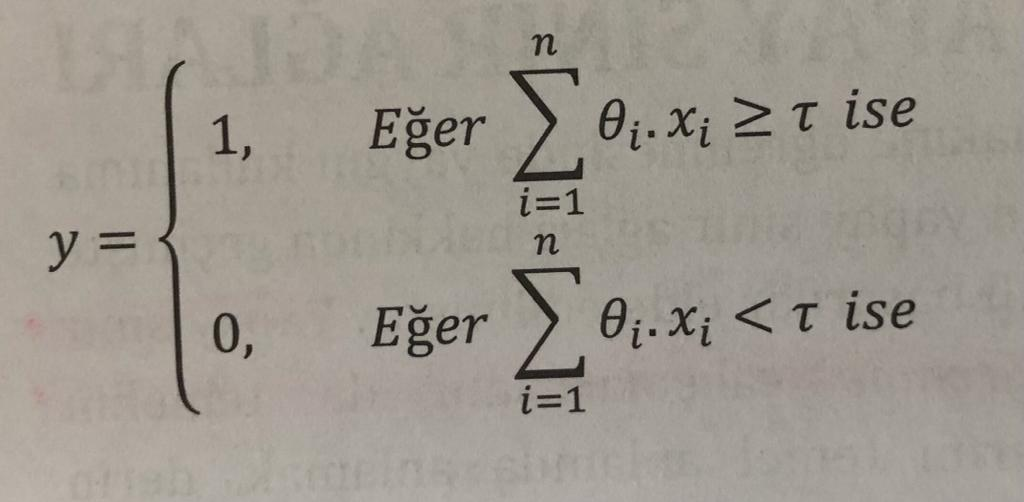 n
1, Eğer ∑ θᵢ. xᵢ ≥ τ ise
i=1
y = {
n
0, Eğer ∑ θᵢ. xᵢ < τ ise
i=1